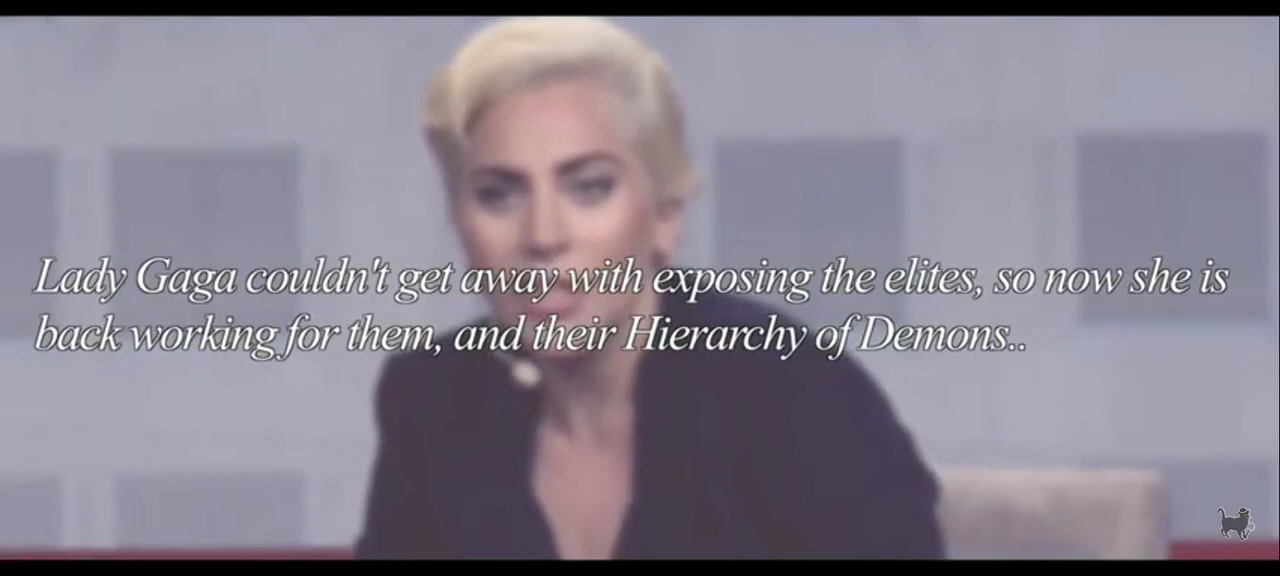 Lady Gaga couldn't get away with exposing the elites, so now she is
back working for them, and their Hierarchy of Demons..